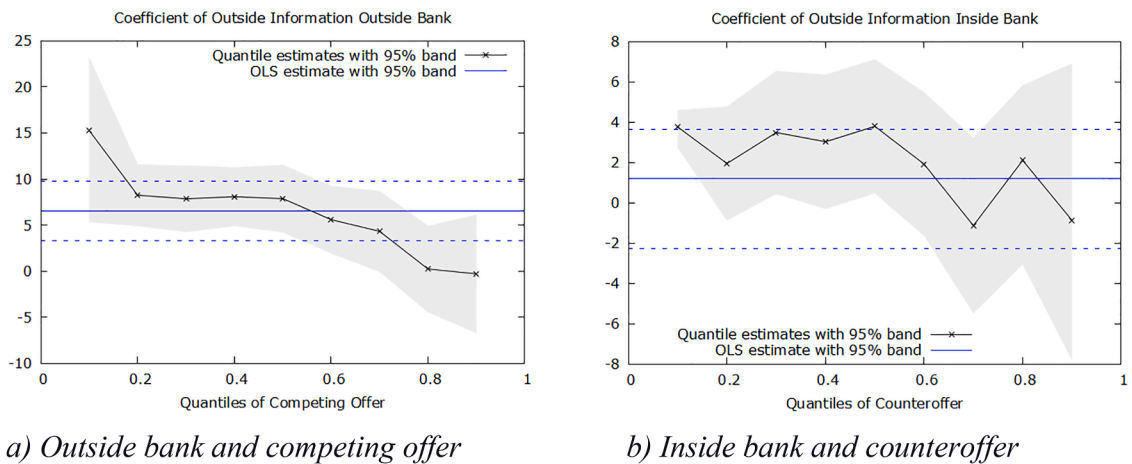 Coefficient of Outside Information Outside Bank
25
20
15
10
5
0
-5
-10
Quantile estimates with 95% band
OLS estimate with 95% band
0 0.2 0.4 0.6 0.8 1
Quantiles of Competing Offer
a) Outside bank and competing offer
Coefficient of Outside Information Inside Bank
8
6
4
2
0
-2
-4
-6
-8
Quantile estimates with 95% band
OLS estimate with 95% band
0 0.2 0.4 0.6 0.8 1
Quantiles of Counteroffer
b) Inside bank and counteroffer